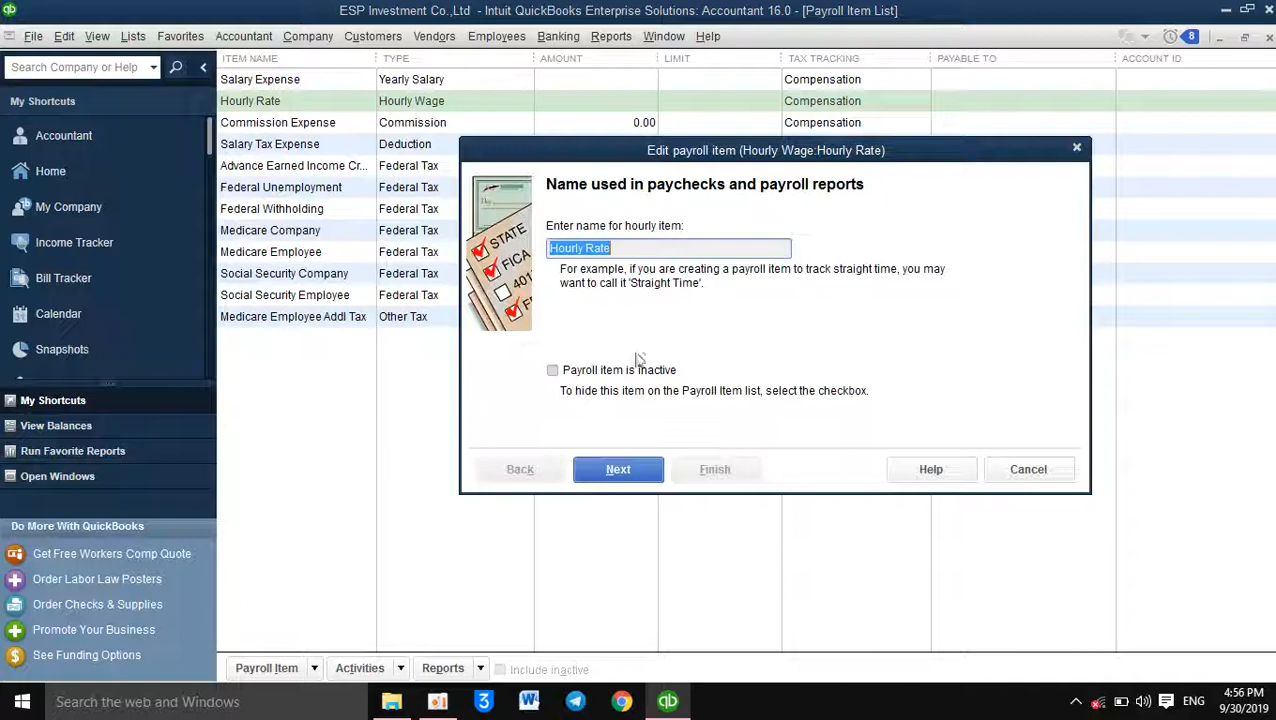 ESP Investment Co.,Ltd - Intuit QuickBooks Enterprise Solutions: Accountant 16.0 - [Payroll Item List]
File Edit View Lists Favorites Accountant Company Customers Vendors Employees Banking Reports Window Help 8
Search Company or Help
My Shortcuts
Accountant
Home
My Company
Income Tracker
Bill Tracker
Calendar
Snapshots
My Shortcuts
View Balances
Run Favorite Reports
Open Windows
Do More With QuickBooks
Get Free Workers Comp Quote
Order Labor Law Posters
Order Checks & Supplies
Promote Your Business
See Funding Options
ITEM NAME TYPE AMOUNT LIMIT TAX TRACKING PAYABLE TO ACCOUNT ID
Salary Expense Yearly Salary Compensation
Hourly Rate Hourly Wage Compensation
Commission Expense Commission 0.00 Compensation
Salary Tax Expense Deduction
Advance Earned Income Cr... Federal Tax
Federal Unemployment Federal Tax
Federal Withholding Federal Tax
Medicare Company Federal Tax
Medicare Employee Federal Tax
Social Security Company Federal Tax
Social Security Employee Federal Tax
Medicare Employee Addl Tax Other Tax
Edit payroll item (Hourly Wage:Hourly Rate)
Name used in paychecks and payroll reports
Enter name for hourly item:
Hourly Rate
For example, if you are creating a payroll item to track straight time, you may
want to call it 'Straight Time'.
Payroll item is inactive
To hide this item on the Payroll Item list, select the checkbox.
Back Next Finish Help Cancel
STATE
FICA
401
Payroll Item Activities Reports Include inactive
Search the web and Windows
ENG
4:56 PM
9/30/2019